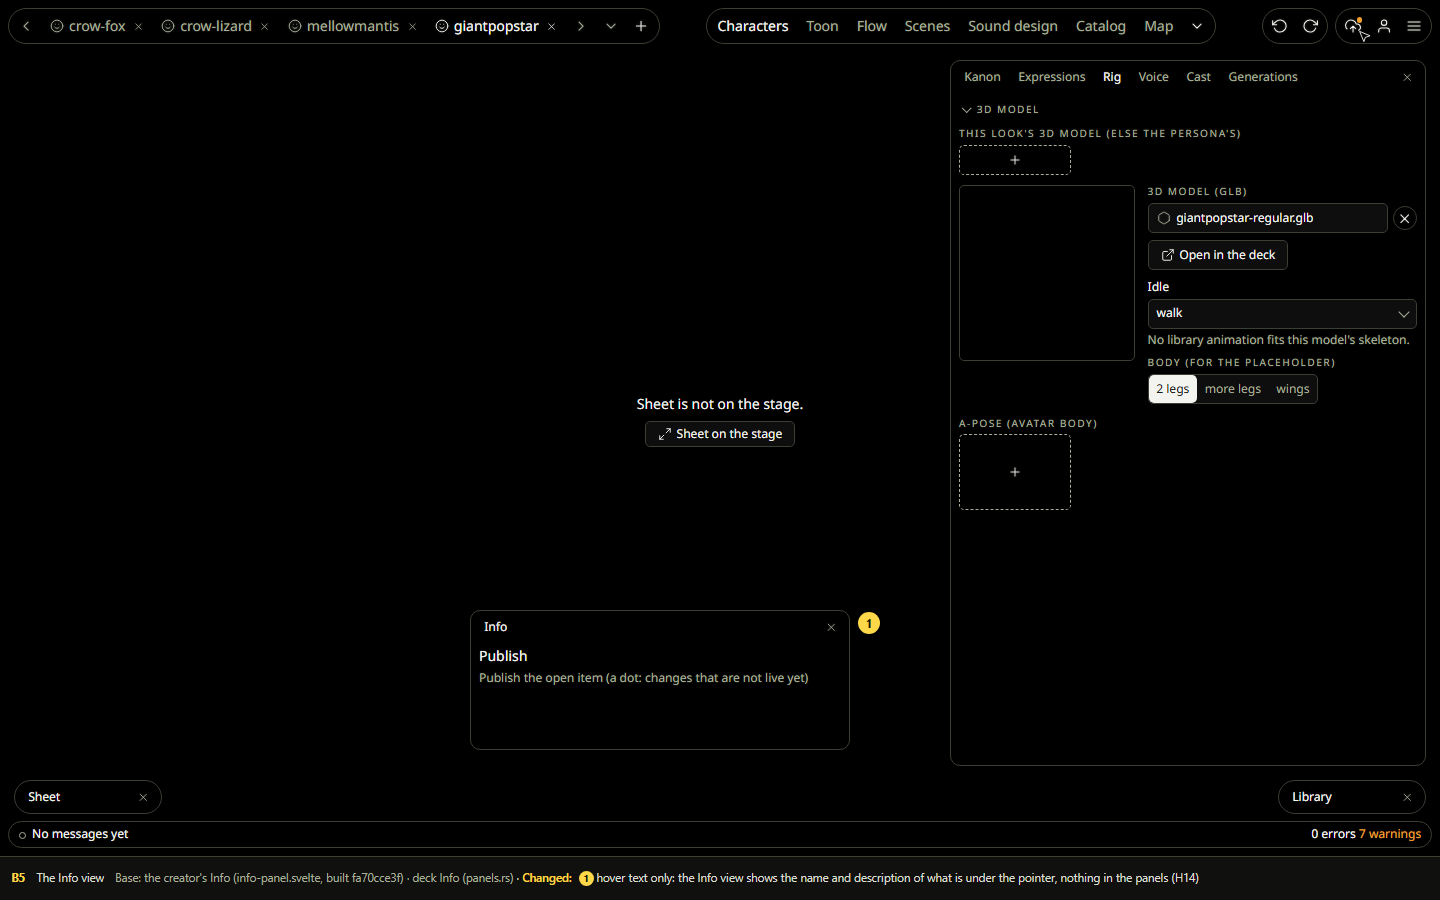 crow-fox crow-lizard mellowmantis giantpopstar Characters Toon Flow Scenes Sound design Catalog Map
Kanon Expressions Rig Voice Cast Generations
3D MODEL
THIS LOOK'S 3D MODEL (ELSE THE PERSONA'S)
3D MODEL (GLB)
giantpopstar-regular.glb
Open in the deck
Idle
walk
No library animation fits this model's skeleton.
BODY (FOR THE PLACEHOLDER)
2 legs more legs wings
A-POSE (AVATAR BODY)
Sheet is not on the stage.
Sheet on the stage
Info
1
Publish
Publish the open item (a dot: changes that are not live yet)
Sheet
Library
No messages yet
0 errors 7 warnings
B5 The Info view Base: the creator's Info (info-panel.svelte, built fa70cce3f) · deck Info (panels.rs) · Changed: 1 hover text only: the Info view shows the name and description of what is under the pointer, nothing in the panels (H14)